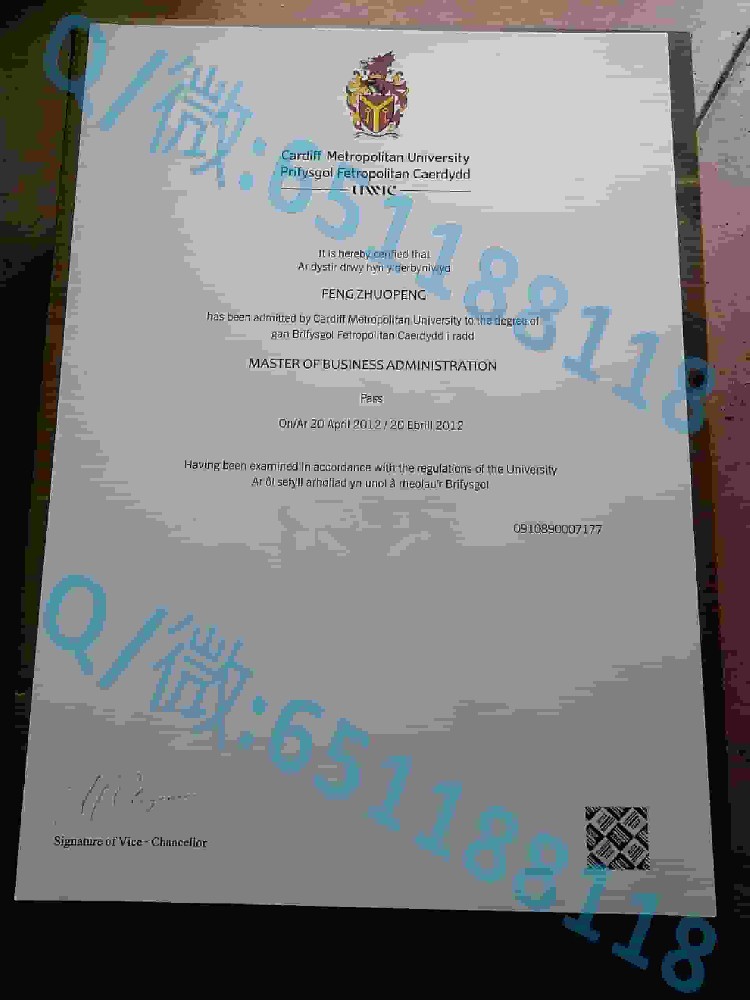 Cardiff Metropolitan University
Prifysgol Fetropolitan Caerdydd
UWIC
It is hereby certified that
Ar dystir drwy hyn y derbyniwyd
FENG ZHUOPENG
has been admitted by Cardiff Metropolitan University to the degree of
gan Brifysgol Fetropolitan Caerdydd i radd
MASTER OF BUSINESS ADMINISTRATION
Pass
On/Ar 20 April 2012 / 20 Ebrill 2012
Having been examined in accordance with the regulations of the University
Ar ôl sefyll arholiad yn unol â rheolau'r Brifysgol
0910890007177
Signature of Vice - Chancellor
Q/微:651188118
Q/微:651188118